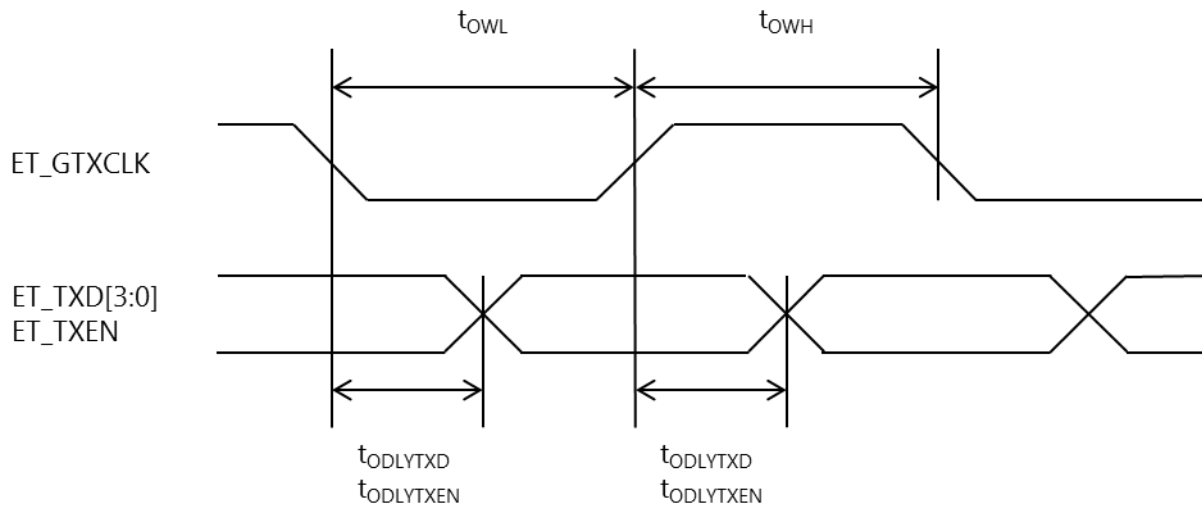 tOWL
tOWH
ET_GTXCLK
ET_TXD[3:0]
ET_TXEN
tODLYTXD
tODLYTXEN
tODLYTXD
tODLYTXEN